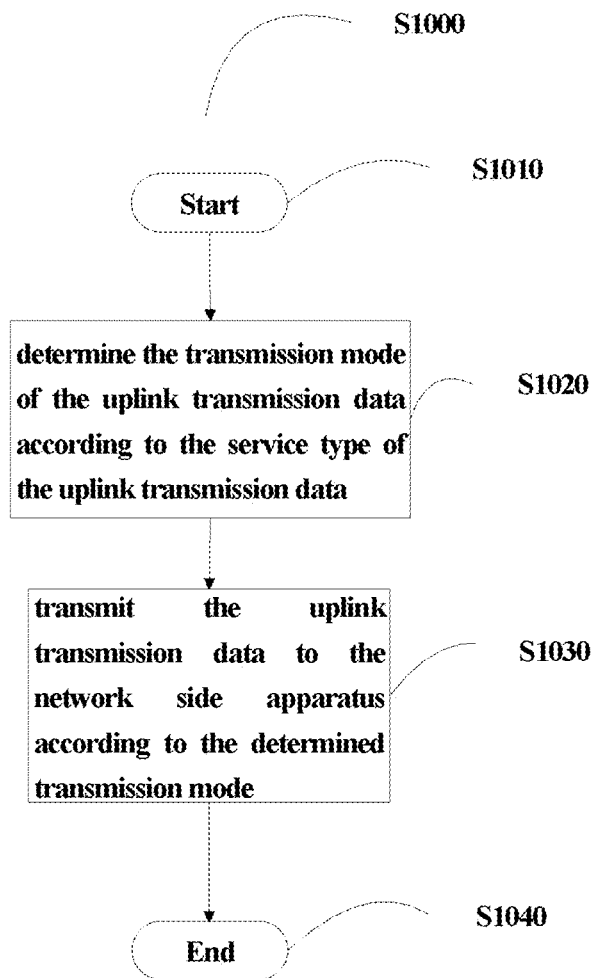 S1000
S1010
Start
determine the transmission mode
of the uplink transmission data
according to the service type of
the uplink transmission data
S1020
transmit the uplink
transmission data to the
network side apparatus
according to the determined
transmission mode
S1030
S1040
End